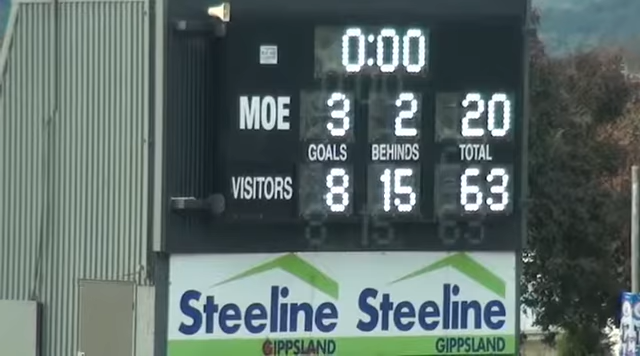 0:00
MOE 3 2 20
GOALS BEHINDS TOTAL
VISITORS 8 15 63
Steeline Steeline
GIPPSLAND GIPPSLAND